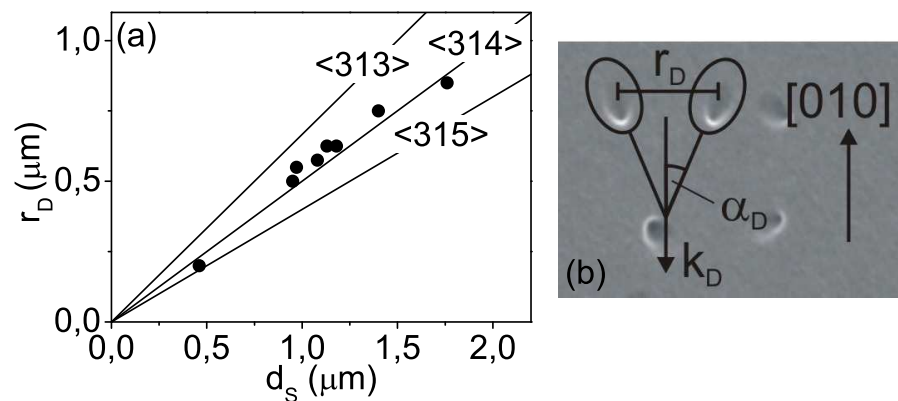 (a)
1,0
0,5
0,0
r_D (μm)
<313>
<314>
<315>
0,0 0,5 1,0 1,5 2,0
d_S (μm)
r_D
[010]
α_D
k_D
(b)